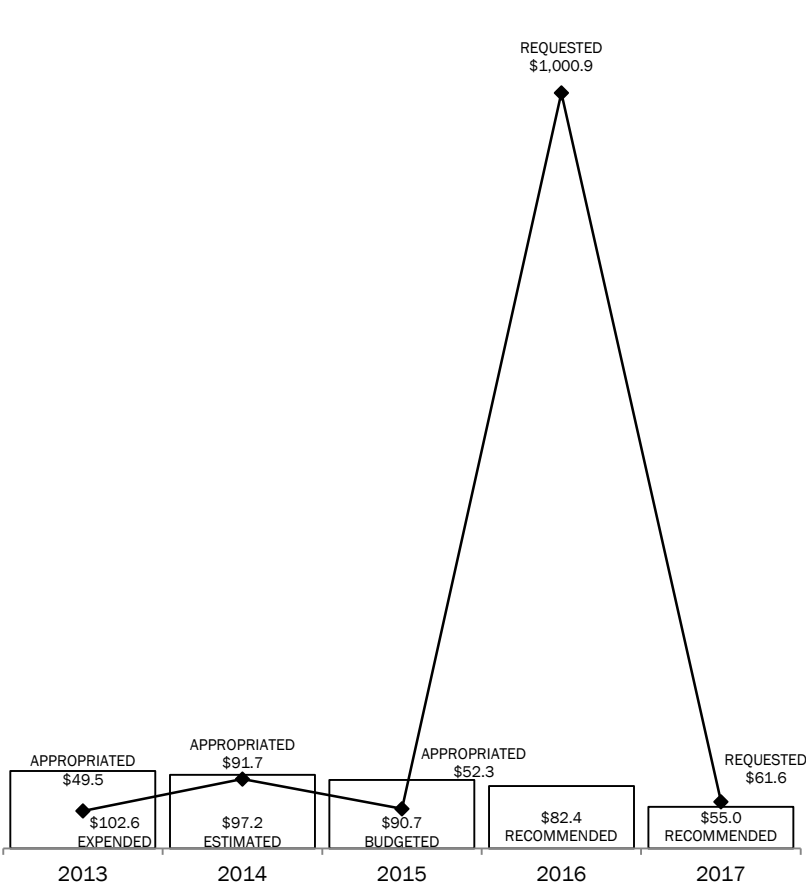 REQUESTED
$1,000.9
APPROPRIATED
$49.5
APPROPRIATED
$91.7
APPROPRIATED
$52.3
REQUESTED
$61.6
$102.6
EXPENDED
$97.2
ESTIMATED
$90.7
BUDGETED
$82.4
RECOMMENDED
$55.0
RECOMMENDED
2013
2014
2015
2016
2017